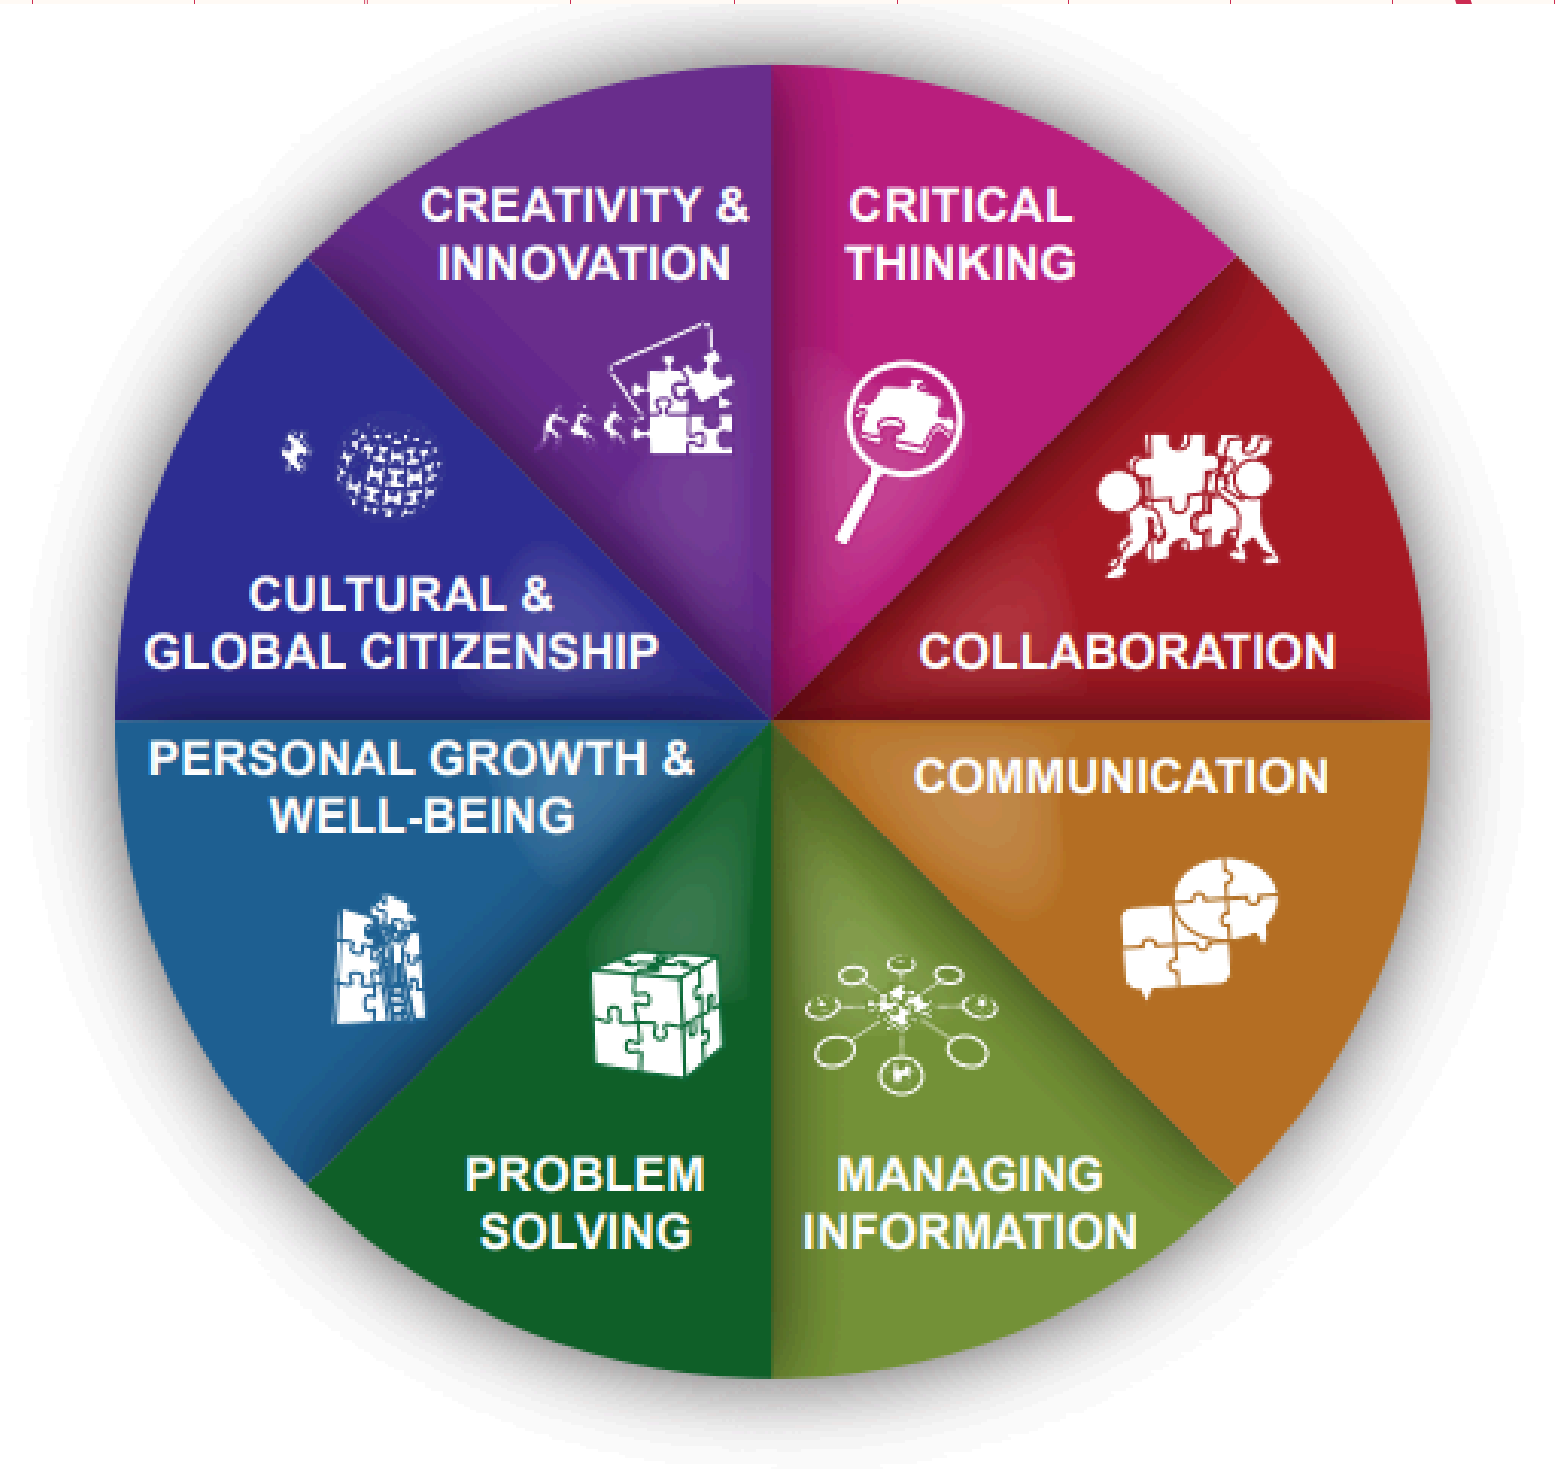 CREATIVITY &
INNOVATION
CRITICAL
THINKING
CULTURAL &
GLOBAL CITIZENSHIP
COLLABORATION
PERSONAL GROWTH &
WELL-BEING
COMMUNICATION
PROBLEM
SOLVING
MANAGING
INFORMATION